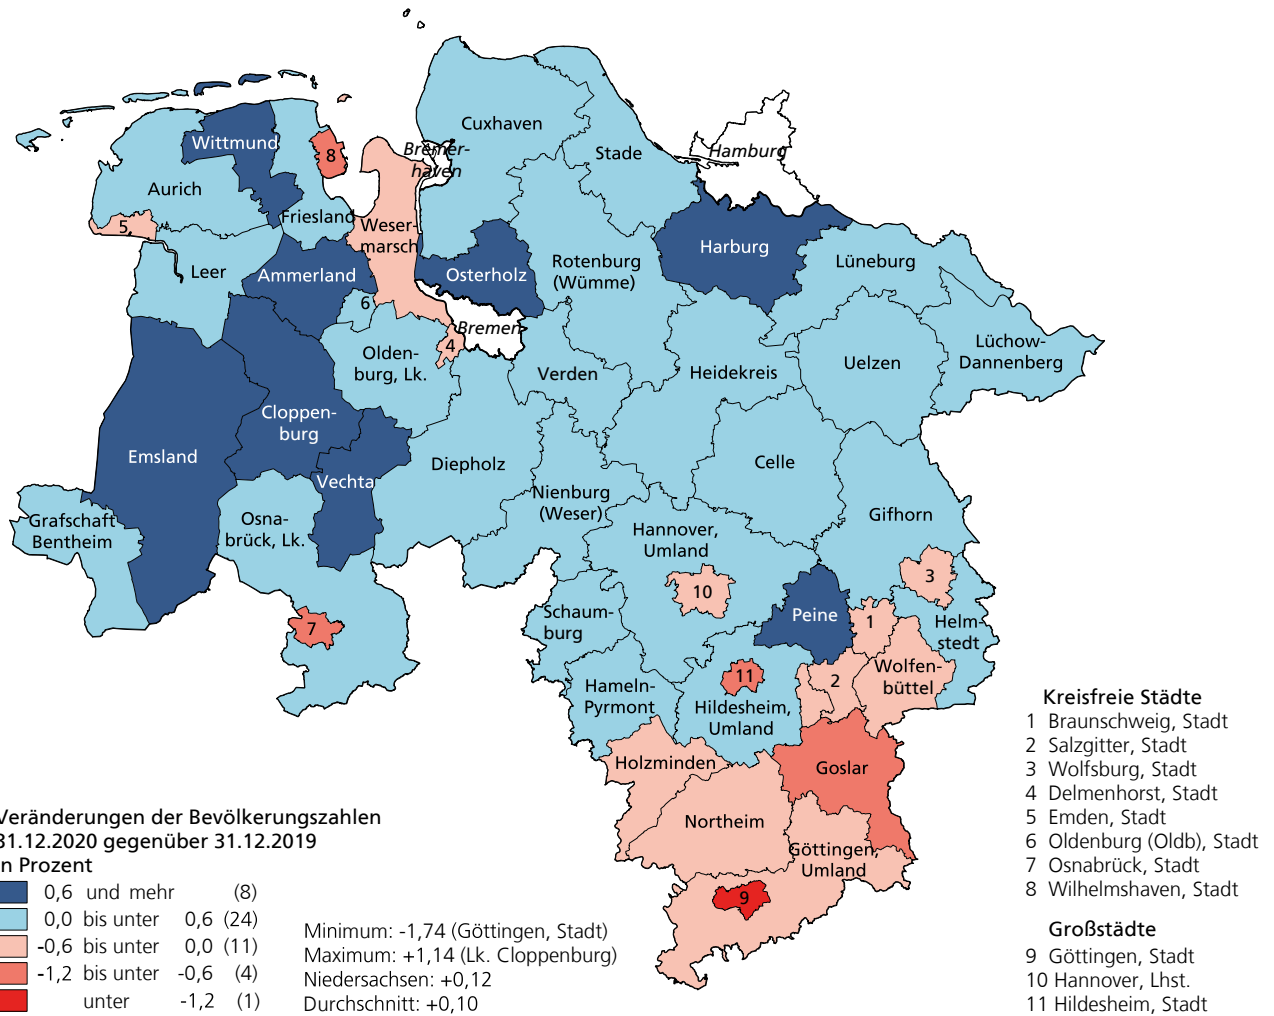 Cuxhaven
Stade
Hamburg
Bremer-
haven
Wittmund
8
Aurich
Friesland
5
Weser-
marsch
Leer
Ammerland
Osterholz
Rotenburg
(Wümme)
Harburg
Lüneburg
6
Bremen
4
Olden-
burg, Lk.
Verden
Heidekreis
Uelzen
Lüchow-
Dannenberg
Cloppen-
burg
Emsland
Vechta
Diepholz
Celle
Nienburg
(Weser)
Grafschaft
Bentheim
Osna-
brück, Lk.
Hannover,
Umland
Gifhorn
10
3
Schaum-
burg
Peine
1
Helm-
stedt
7
11
2
Wolfen-
büttel
Hameln-
Pyrmont
Hildesheim,
Umland
Holzminden
Goslar
Northeim
Göttingen,
Umland
9
Veränderungen der Bevölkerungszahlen
31.12.2020 gegenüber 31.12.2019
in Prozent
0,6 und mehr (8)
0,0 bis unter 0,6 (24)
-0,6 bis unter 0,0 (11)
-1,2 bis unter -0,6 (4)
unter -1,2 (1)
Minimum: -1,74 (Göttingen, Stadt)
Maximum: +1,14 (Lk. Cloppenburg)
Niedersachsen: +0,12
Durchschnitt: +0,10
Kreisfreie Städte
1 Braunschweig, Stadt
2 Salzgitter, Stadt
3 Wolfsburg, Stadt
4 Delmenhorst, Stadt
5 Emden, Stadt
6 Oldenburg (Oldb), Stadt
7 Osnabrück, Stadt
8 Wilhelmshaven, Stadt
Großstädte
9 Göttingen, Stadt
10 Hannover, Lhst.
11 Hildesheim, Stadt